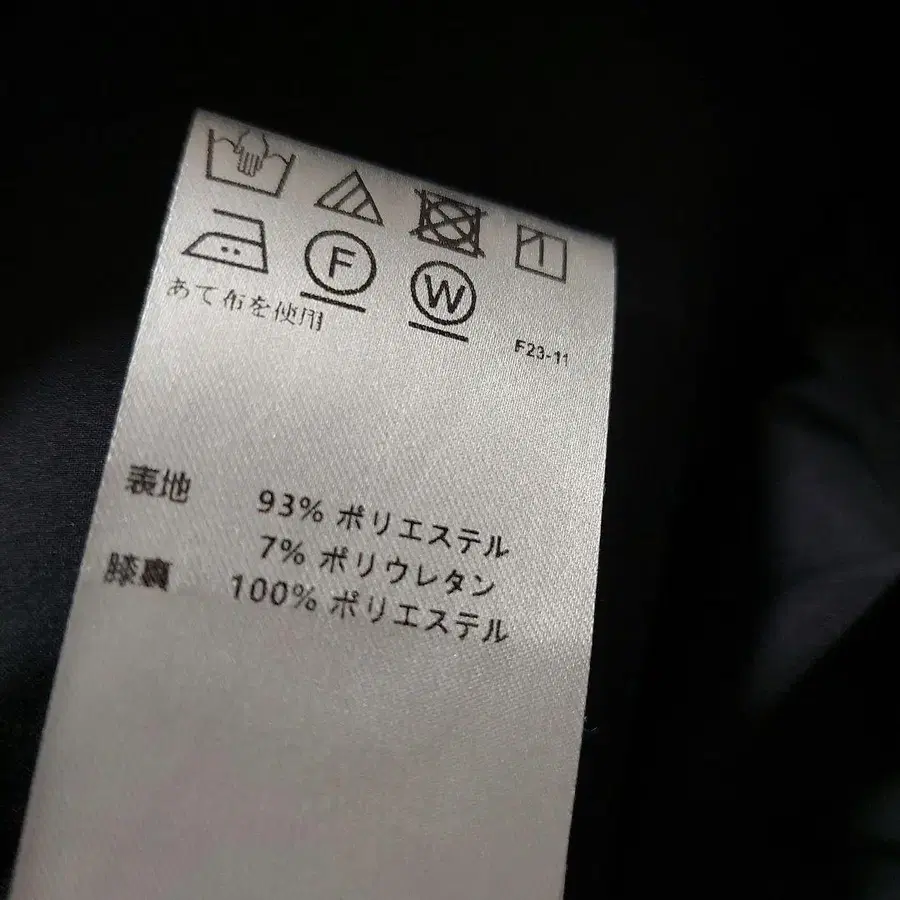 F
W
あて布を使用
F23-11
表地 93% ポリエステル
7% ポリウレタン
膝裏 100% ポリエステル